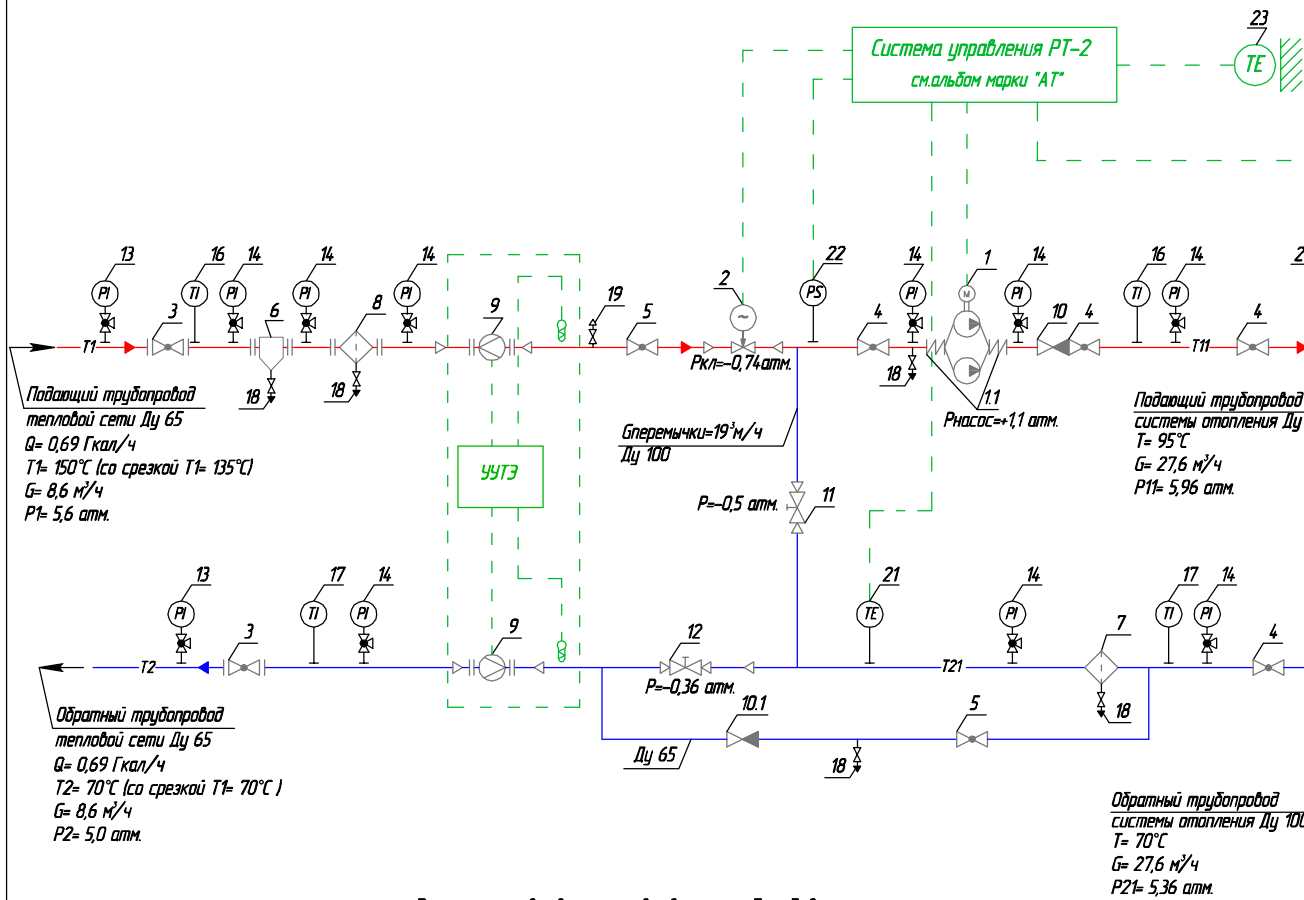 23
Система управления РТ-2
см.альбом марки "АТ"
TE
13
16
14
14
14
19
2
22
14
1
14
16
14
2
PI
TI
PI
PI
PI
PS
PI
M
PI
TI
PI
3
6
8
9
5
4
10
4
4
T1
T11
18
18
18
1.1
Pкл=-0,74атм.
Pнасос=+1,1 атм.
Подающий трубопровод
тепловой сети Ду 65
Q= 0,69 Гкал/ч
T1= 150°C (со срезкой T1= 135°C)
G= 8,6 м³/ч
P1= 5,6 атм.
Gперемычки=19³м/ч
Ду 100
Подающий трубопровод
системы отопления Ду
T= 95°C
G= 27,6 м³/ч
P11= 5,96 атм.
УУТЭ
P=-0,5 атм.
11
13
17
14
21
14
17
14
PI
TI
PI
TE
PI
TI
PI
3
9
12
7
4
T2
T21
P=-0,36 атм.
18
10.1
5
Ду 65
18
Обратный трубопровод
тепловой сети Ду 65
Q= 0,69 Гкал/ч
T2= 70°C (со срезкой T1= 70°C )
G= 8,6 м³/ч
P2= 5,0 атм.
Обратный трубопровод
системы отопления Ду 100
T= 70°C
G= 27,6 м³/ч
P21= 5,36 атм.